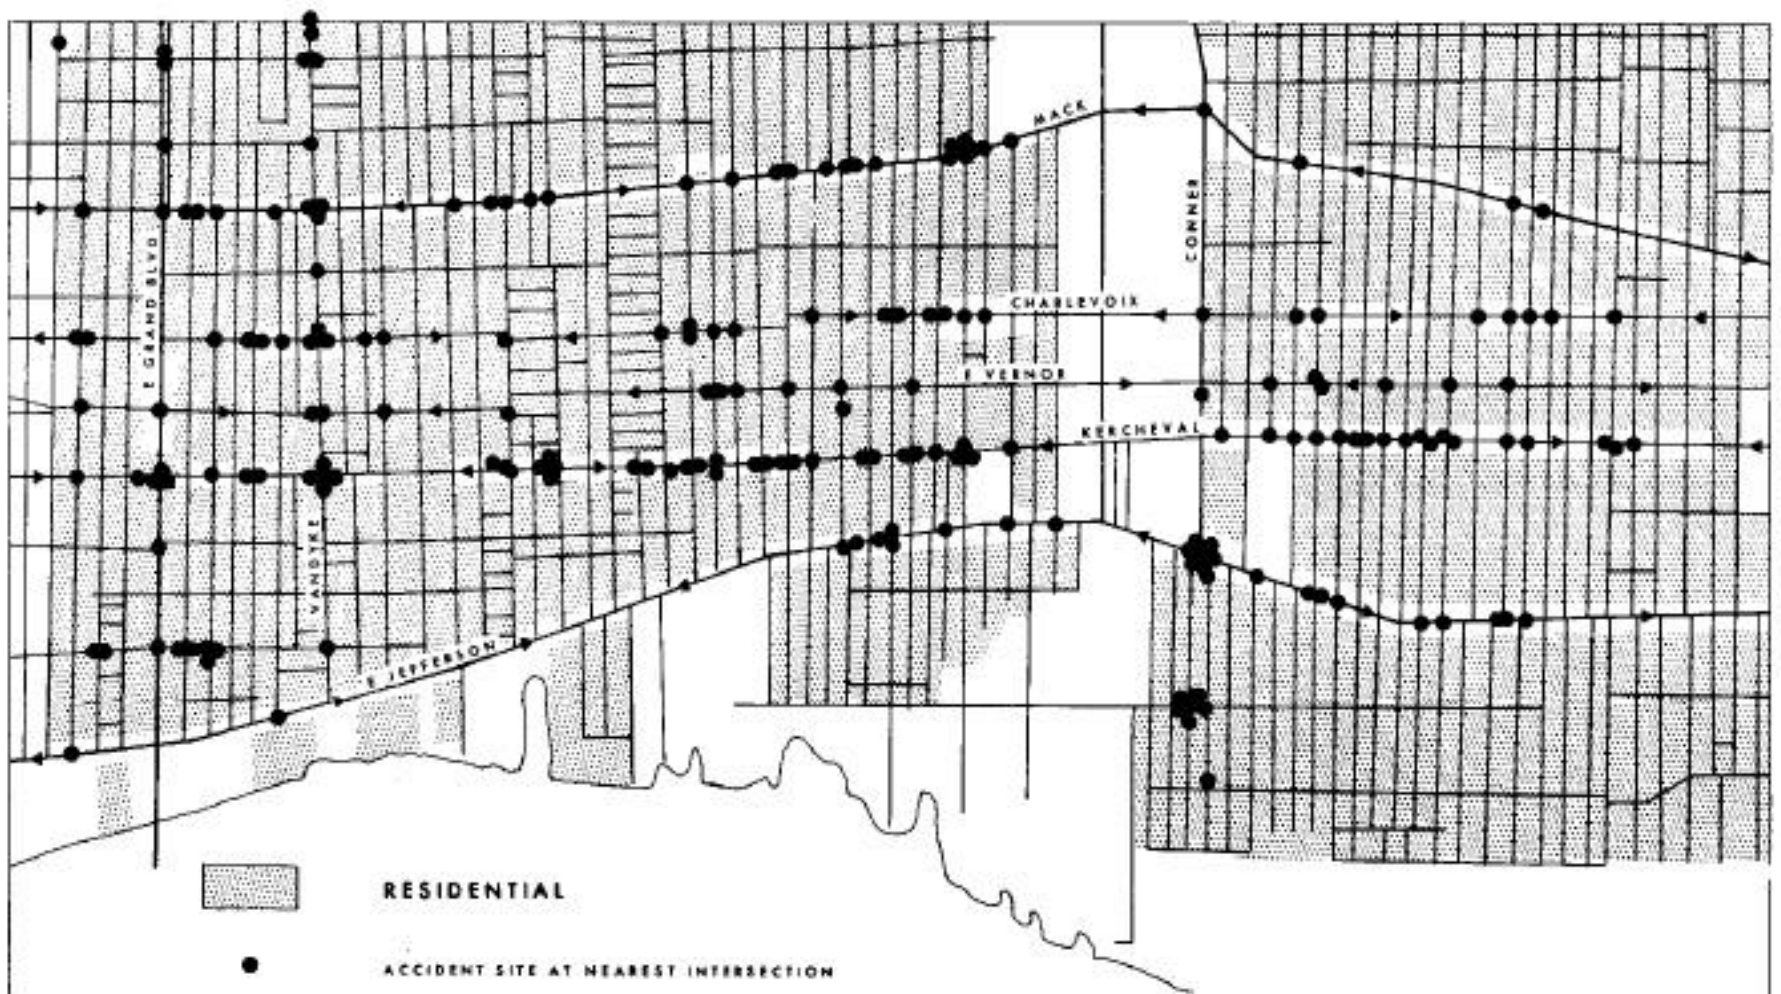 MACK
CONNER
E GRAND BLVD
CHARLEVOIX
E VERNOR
KERCHEVAL
VANDYKE
E JEFFERSON
RESIDENTIAL
ACCIDENT SITE AT NEAREST INTERSECTION